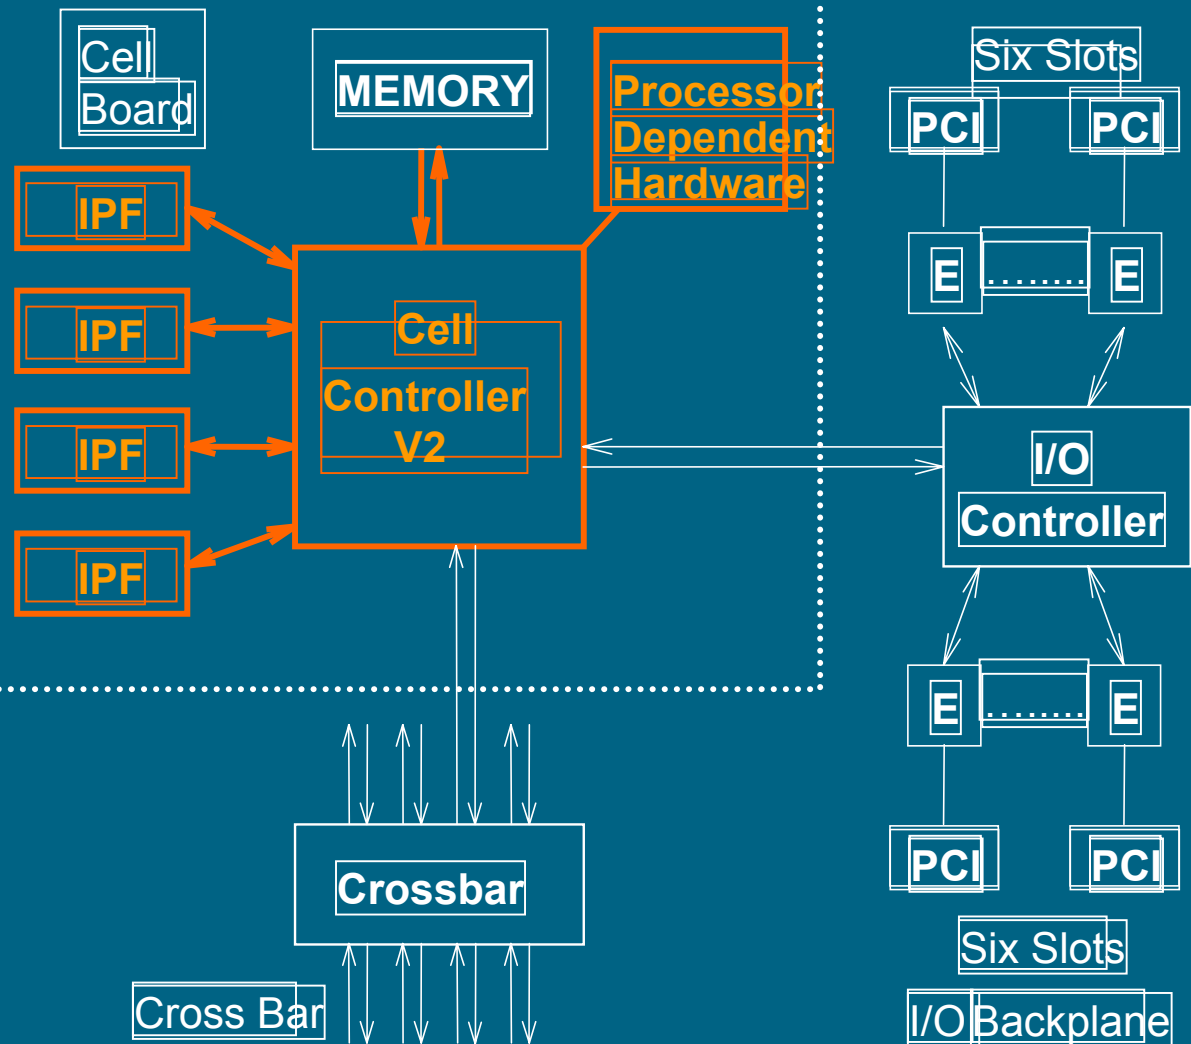 Cell
Board
MEMORY
Processor
Dependent
Hardware
Six Slots
PCI
PCI
IPF
E
........
E
IPF
Cell
Controller
V2
IPF
I/O
Controller
IPF
E
........
E
Crossbar
PCI
PCI
Six Slots
Cross Bar
I/O Backplane